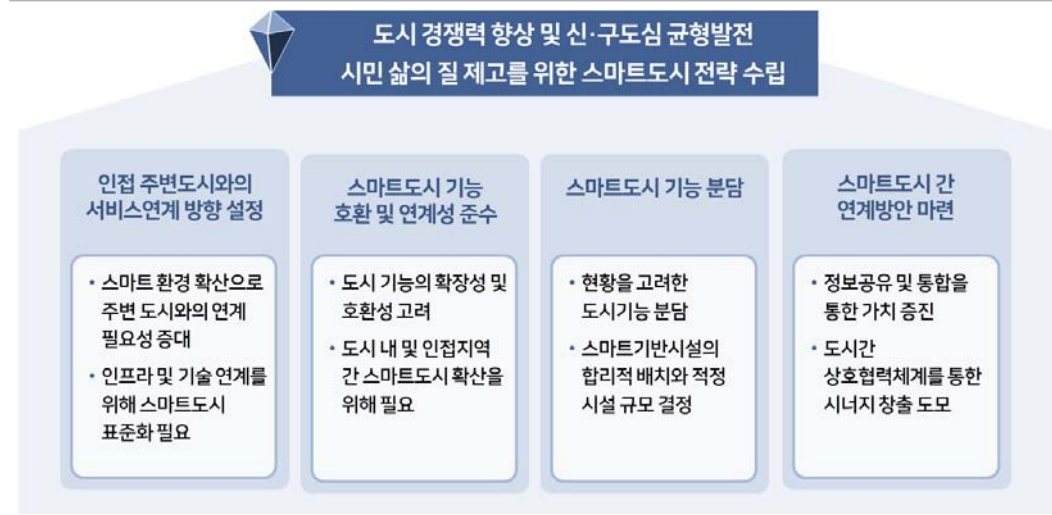 도시 경쟁력 향상 및 신·구도심 균형발전
시민 삶의 질 제고를 위한 스마트도시 전략 수립
인접 주변도시와의
서비스연계 방향 설정
• 스마트 환경 확산으로
주변 도시와의 연계
필요성 증대
• 인프라 및 기술 연계를
위해 스마트도시
표준화 필요
스마트도시 기능
호환 및 연계성 준수
• 도시 기능의 확장성 및
호환성 고려
• 도시 내 및 인접지역
간 스마트도시 확산을
위해 필요
스마트도시 기능 분담
• 현황을 고려한
도시기능 분담
• 스마트기반시설의
합리적 배치와 적정
시설 규모 결정
스마트도시 간
연계방안 마련
• 정보공유 및 통합을
통한 가치 증진
• 도시간
상호협력체계를 통한
시너지 창출 도모